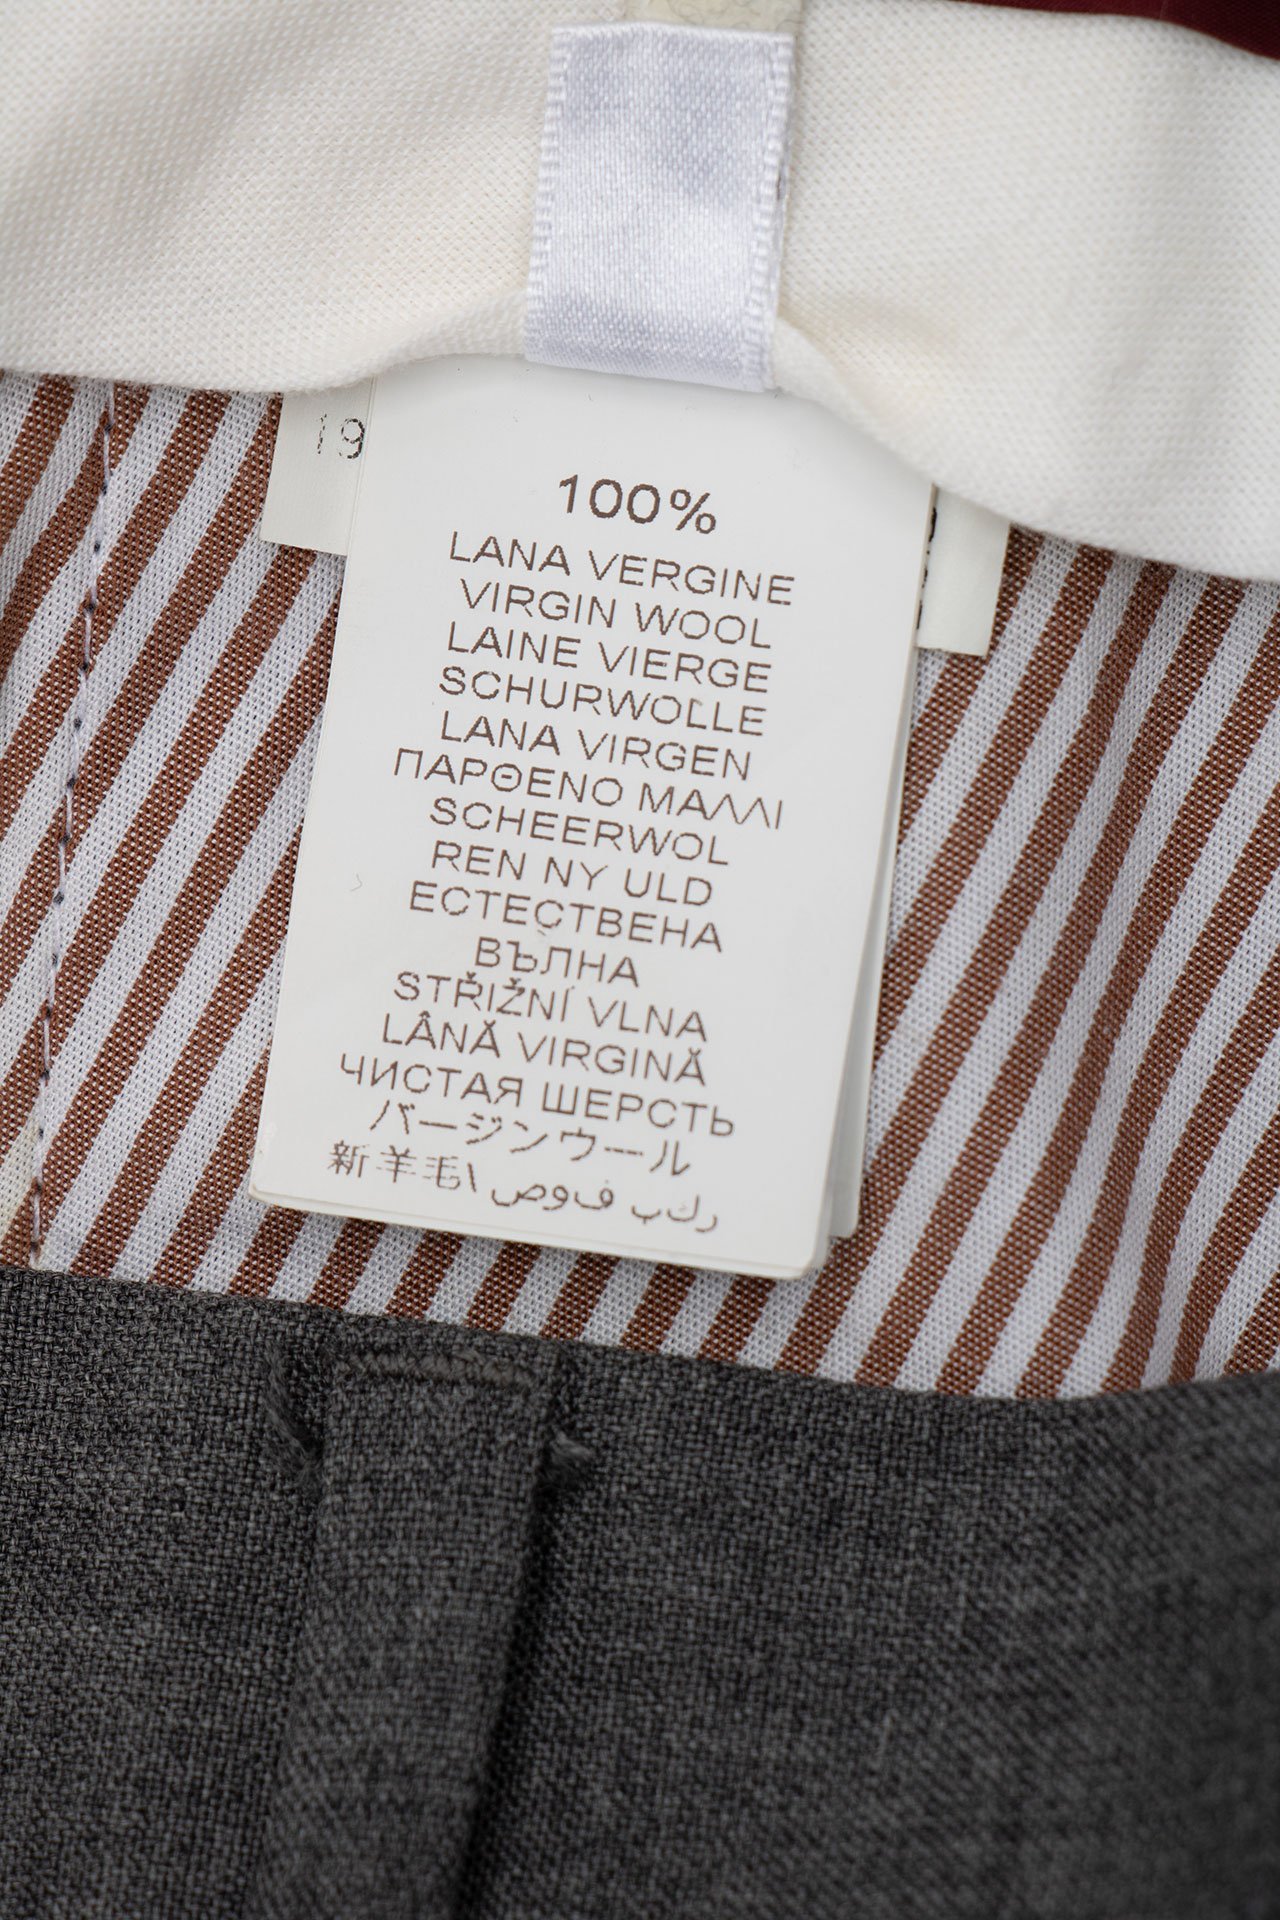 19
100%
LANA VERGINE
VIRGIN WOOL
LAINE VIERGE
SCHURWOLLE
LANA VIRGEN
ΠΑΡΘΕΝΟ ΜΑΛΛΙ
SCHEERWOL
REN NY ULD
ЕСТЕСТВЕНА
ВЪЛНА
STŘIŽNÍ VLNA
LÂNĂ VIRGINĂ
ЧИСТАЯ ШЕРСТЬ
バージンウール
新羊毛